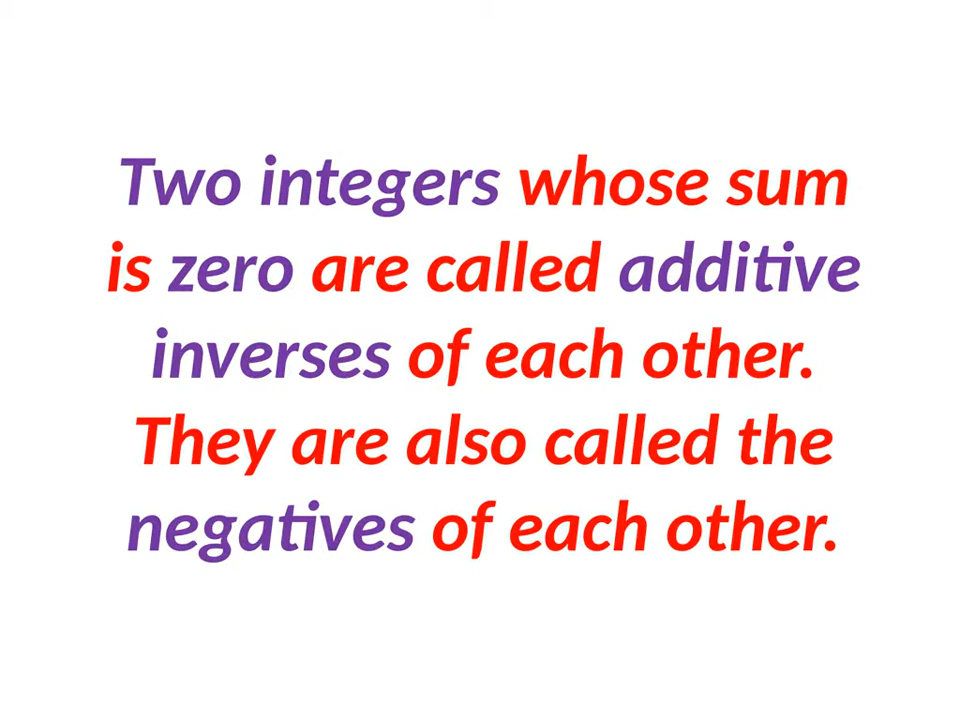 Two integers whose sum
is zero are called additive
inverses of each other.
They are also called the
negatives of each other.